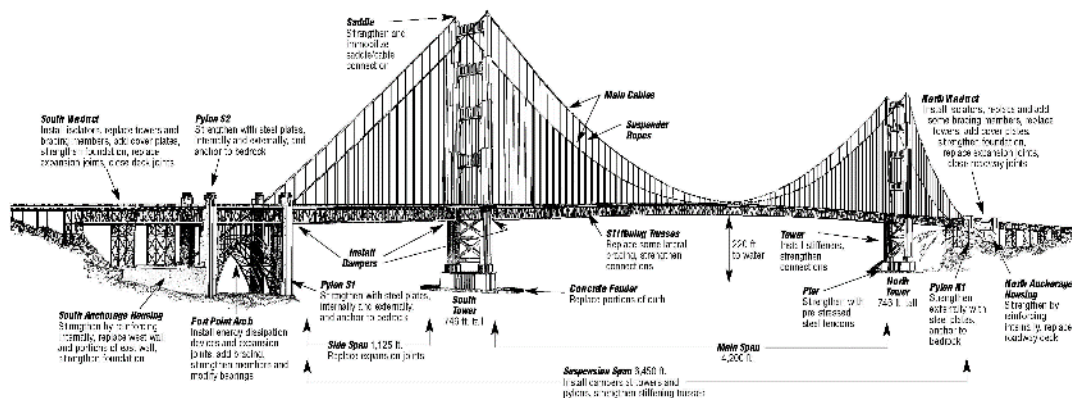 Saddle
Strengthen and
immobilize
saddle/cable
connection
South Viaduct
Install isolators, replace towers and
bracing members, add cover plates,
strengthen foundation, replace
expansion joints, close deck joints
Pylon S2
Strengthen with steel plates,
internally and externally, and
anchor to bedrock
Main Cables
Suspender
Ropes
North Viaduct
Install isolators, replace and add
some bracing members, replace
towers, add cover plates,
strengthen foundation,
replace expansion joints,
close roadway joints
Install
Dampers
Stiffening Trusses
Replace some lateral
bracing, strengthen
connections
220 ft.
to water
Tower
Install stiffeners,
strengthen
connections
South Anchorage Housing
Strengthen by reinforcing
internally, replace west wall
and portions of east wall,
strengthen foundation
Fort Point Arch
Install energy dissipation
devices and expansion
joints, add bracing,
strengthen members and
modify bearings
Pylon S1
Strengthen with steel plates,
internally and externally,
and anchor to bedrock
South
Tower
746 ft. tall
Concrete Fender
Replace portions of curb
Pier
Strengthen with
pre stressed
steel tendons
North
Tower
746 ft. tall
Pylon N1
Strengthen
externally with
steel plates,
anchor to
bedrock
North Anchorage
Housing
Strengthen by
reinforcing
internally, replace
roadway deck
Side Span 1,125 ft.
Replace expansion joints
Main Span
4,200 ft.
Suspension Span 6,450 ft.
Install dampers at towers and
pylons, strengthen stiffening trusses